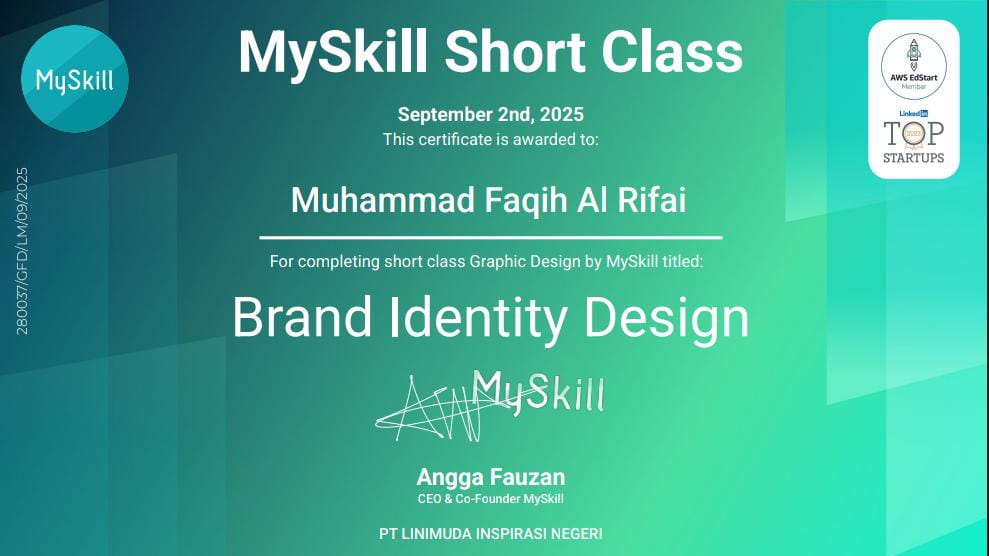 MySkill
MySkill Short Class
AWS EdStart
Member
LinkedIn
TOP
2023
STARTUPS
September 2nd, 2025
This certificate is awarded to:
Muhammad Faqih Al Rifai
280037/GFD/LM/09/2025
For completing short class Graphic Design by MySkill titled:
Brand Identity Design
MySkill
Angga Fauzan
CEO & Co-Founder MySkill
PT LINIMUDA INSPIRASI NEGERI